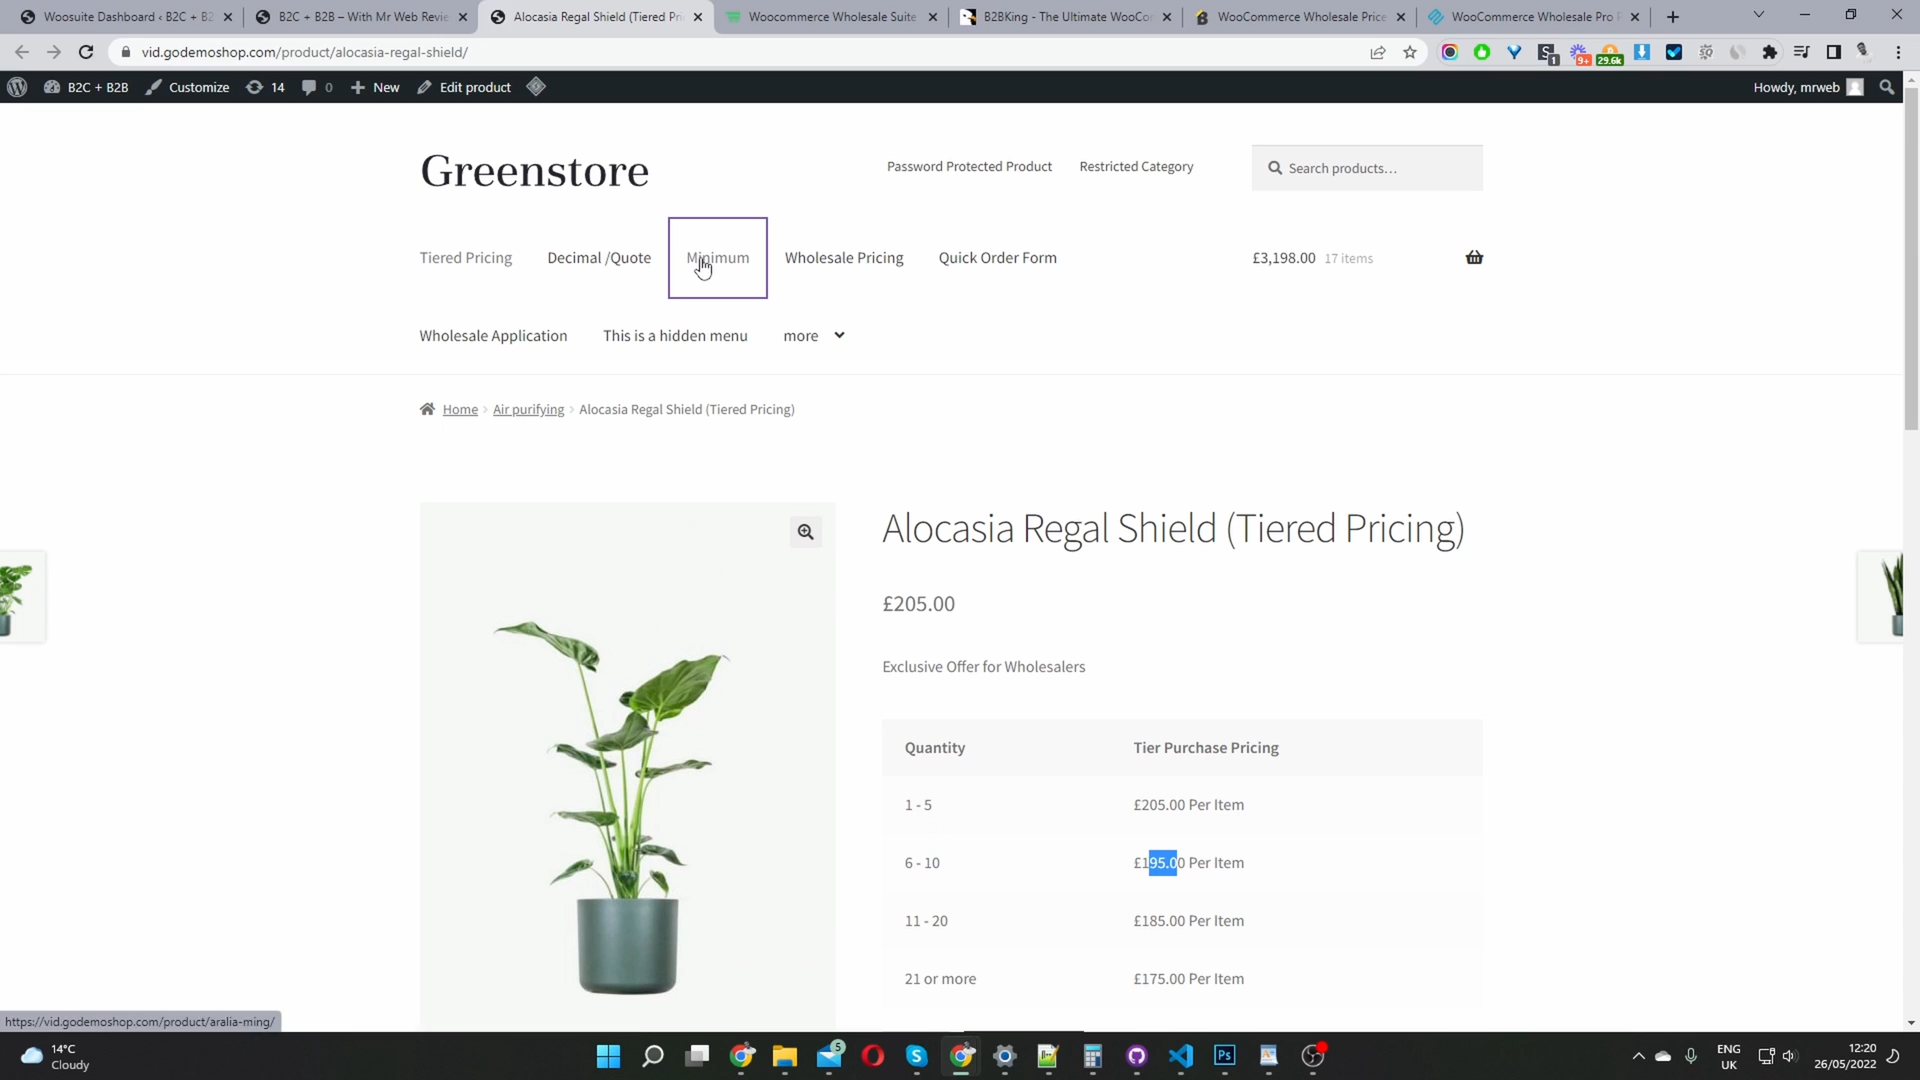 Woosuite Dashboard ‹ B2C + B2
B2C + B2B – With Mr Web Revie
Alocasia Regal Shield (Tiered Pri
Woocommerce Wholesale Suite
B2BKing - The Ultimate WooCo
WooCommerce Wholesale Price
WooCommerce Wholesale Pro P
vid.godemoshop.com/product/alocasia-regal-shield/
1
9+
29.6k
B2C + B2B
Customize
14
0
New
Edit product
Howdy, mrweb
Greenstore
Password Protected Product
Restricted Category
Search products…
Tiered Pricing
Decimal /Quote
Minimum
Wholesale Pricing
Quick Order Form
£3,198.00 17 items
Wholesale Application
This is a hidden menu
more
Home › Air purifying › Alocasia Regal Shield (Tiered Pricing)
Alocasia Regal Shield (Tiered Pricing)
£205.00
Exclusive Offer for Wholesalers
Quantity Tier Purchase Pricing
1 - 5 £205.00 Per Item
6 - 10 £195.00 Per Item
11 - 20 £185.00 Per Item
21 or more £175.00 Per Item
https://vid.godemoshop.com/product/aralia-ming/
14°C
Cloudy
5
Ps
ENG
UK
12:20
26/05/2022